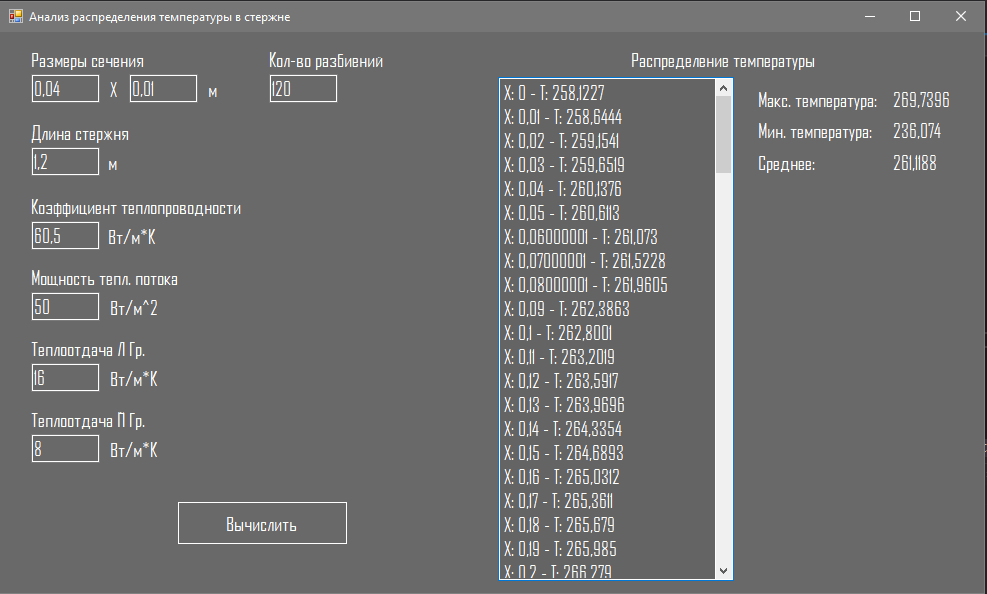 Анализ распределения температуры в стержне
Размеры сечения
0,04 X 0,01 м
Кол-во разбиений
120
Длина стержня
1,2 м
Коэффициент теплопроводности
60,5 Вт/м*К
Мощность тепл. потока
50 Вт/м^2
Теплоотдача Л Гр.
16 Вт/м*К
Теплоотдача П Гр.
8 Вт/м*К
Вычислить
Распределение температуры
X: 0 - T: 258,1227
X: 0,01 - T: 258,6444
X: 0,02 - T: 259,1541
X: 0,03 - T: 259,6519
X: 0,04 - T: 260,1376
X: 0,05 - T: 260,6113
X: 0,06000001 - T: 261,073
X: 0,07000001 - T: 261,5228
X: 0,08000001 - T: 261,9605
X: 0,09 - T: 262,3863
X: 0,1 - T: 262,8001
X: 0,11 - T: 263,2019
X: 0,12 - T: 263,5917
X: 0,13 - T: 263,9696
X: 0,14 - T: 264,3354
X: 0,15 - T: 264,6893
X: 0,16 - T: 265,0312
X: 0,17 - T: 265,3611
X: 0,18 - T: 265,679
X: 0,19 - T: 265,985
X: 0,2 - T: 266,279
Макс. температура: 269,7396
Мин. температура: 236,074
Среднее: 261,1188